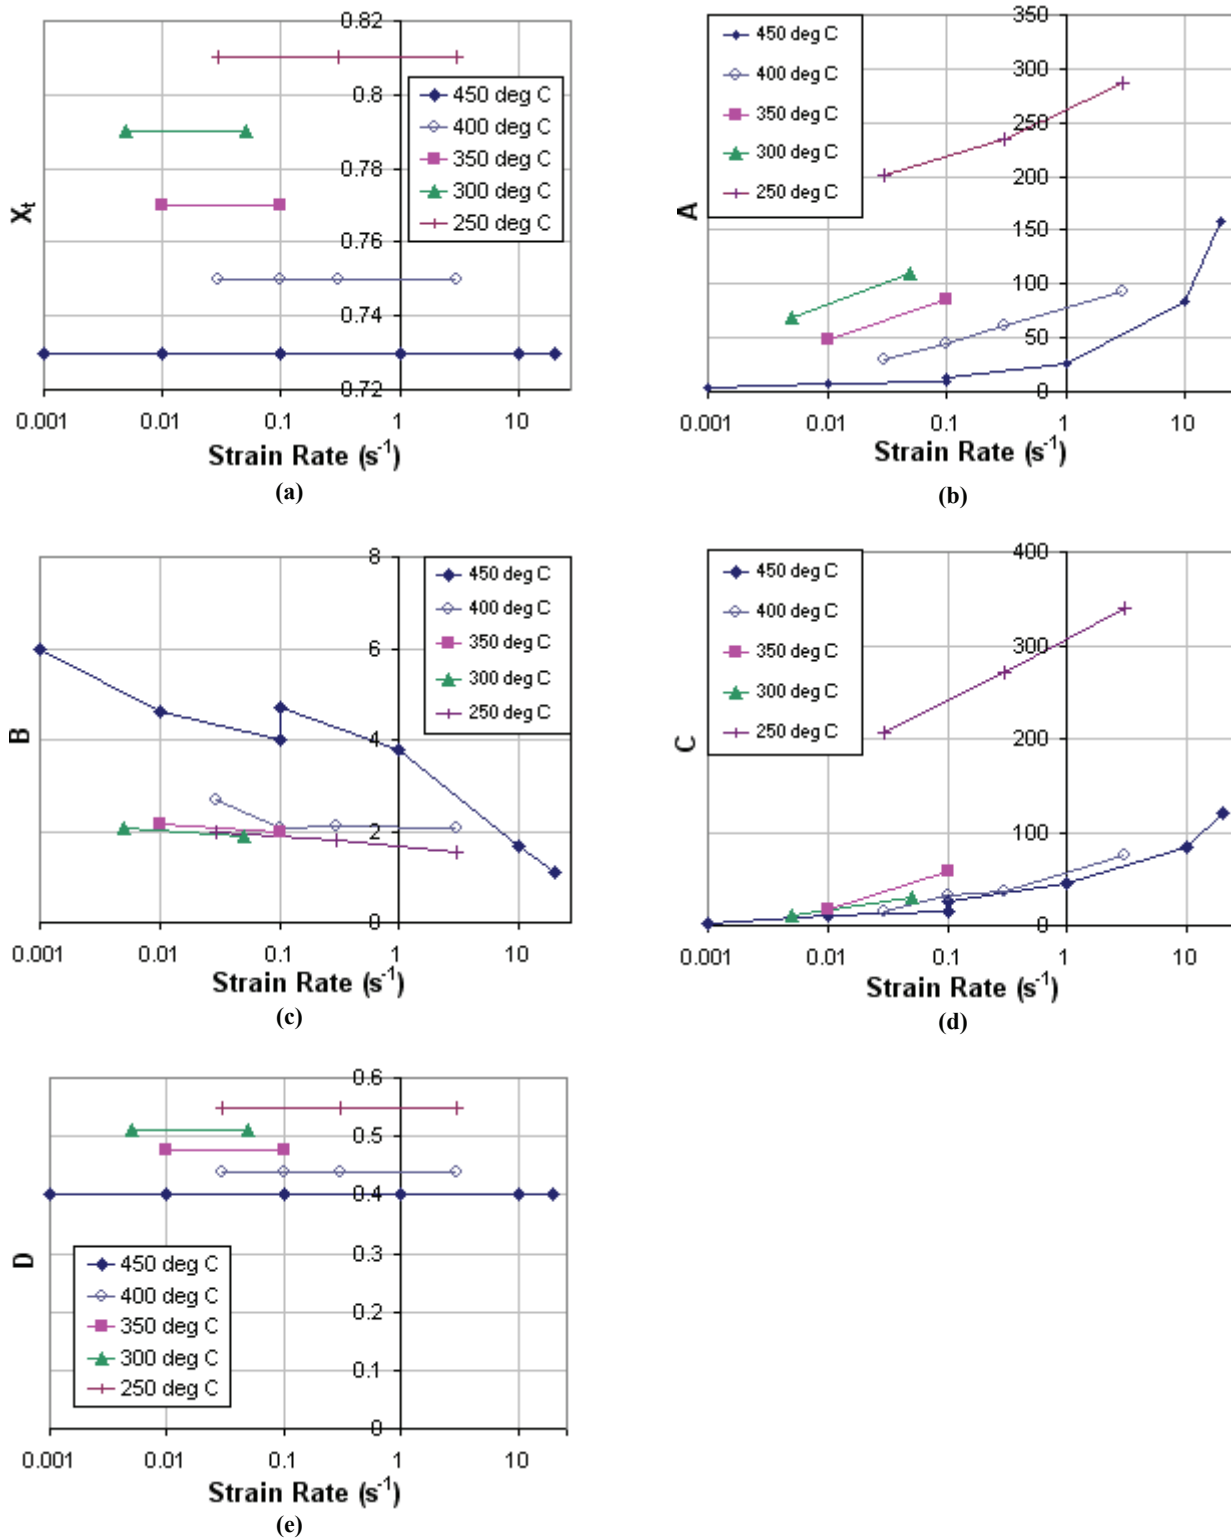 0.82
0.8
0.78
0.76
0.74
0.72
X_t
450 deg C
400 deg C
350 deg C
300 deg C
250 deg C
0.001 0.01 0.1 1 10
Strain Rate (s⁻¹)
(a)
350
300
250
200
150
100
50
0
A
450 deg C
400 deg C
350 deg C
300 deg C
250 deg C
0.001 0.01 0.1 1 10
Strain Rate (s⁻¹)
(b)
8
6
4
2
0
B
450 deg C
400 deg C
350 deg C
300 deg C
250 deg C
0.001 0.01 0.1 1 10
Strain Rate (s⁻¹)
(c)
400
300
200
100
0
C
450 deg C
400 deg C
350 deg C
300 deg C
250 deg C
0.001 0.01 0.1 1 10
Strain Rate (s⁻¹)
(d)
0.6
0.5
0.4
0.3
0.2
0.1
0
D
450 deg C
400 deg C
350 deg C
300 deg C
250 deg C
0.001 0.01 0.1 1 10
Strain Rate (s⁻¹)
(e)